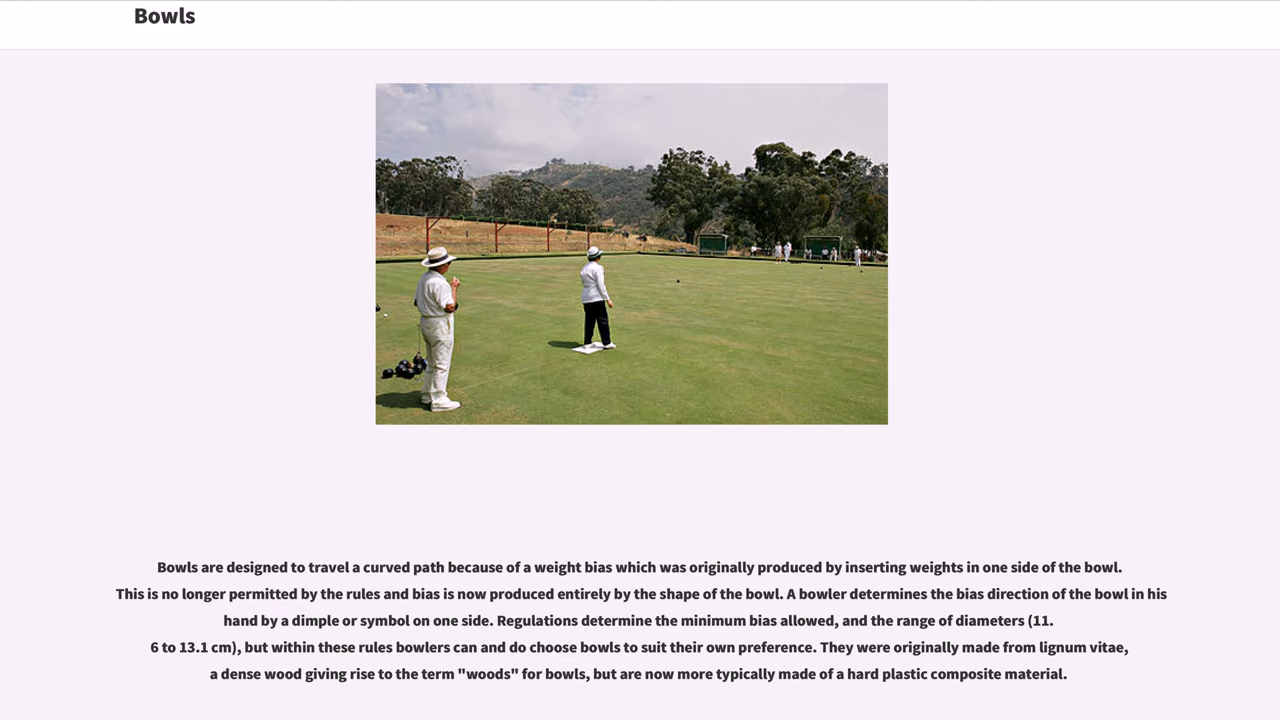 Bowls
Bowls are designed to travel a curved path because of a weight bias which was originally produced by inserting weights in one side of the bowl.
This is no longer permitted by the rules and bias is now produced entirely by the shape of the bowl. A bowler determines the bias direction of the bowl in his
hand by a dimple or symbol on one side. Regulations determine the minimum bias allowed, and the range of diameters (11.
6 to 13.1 cm), but within these rules bowlers can and do choose bowls to suit their own preference. They were originally made from lignum vitae,
a dense wood giving rise to the term "woods" for bowls, but are now more typically made of a hard plastic composite material.